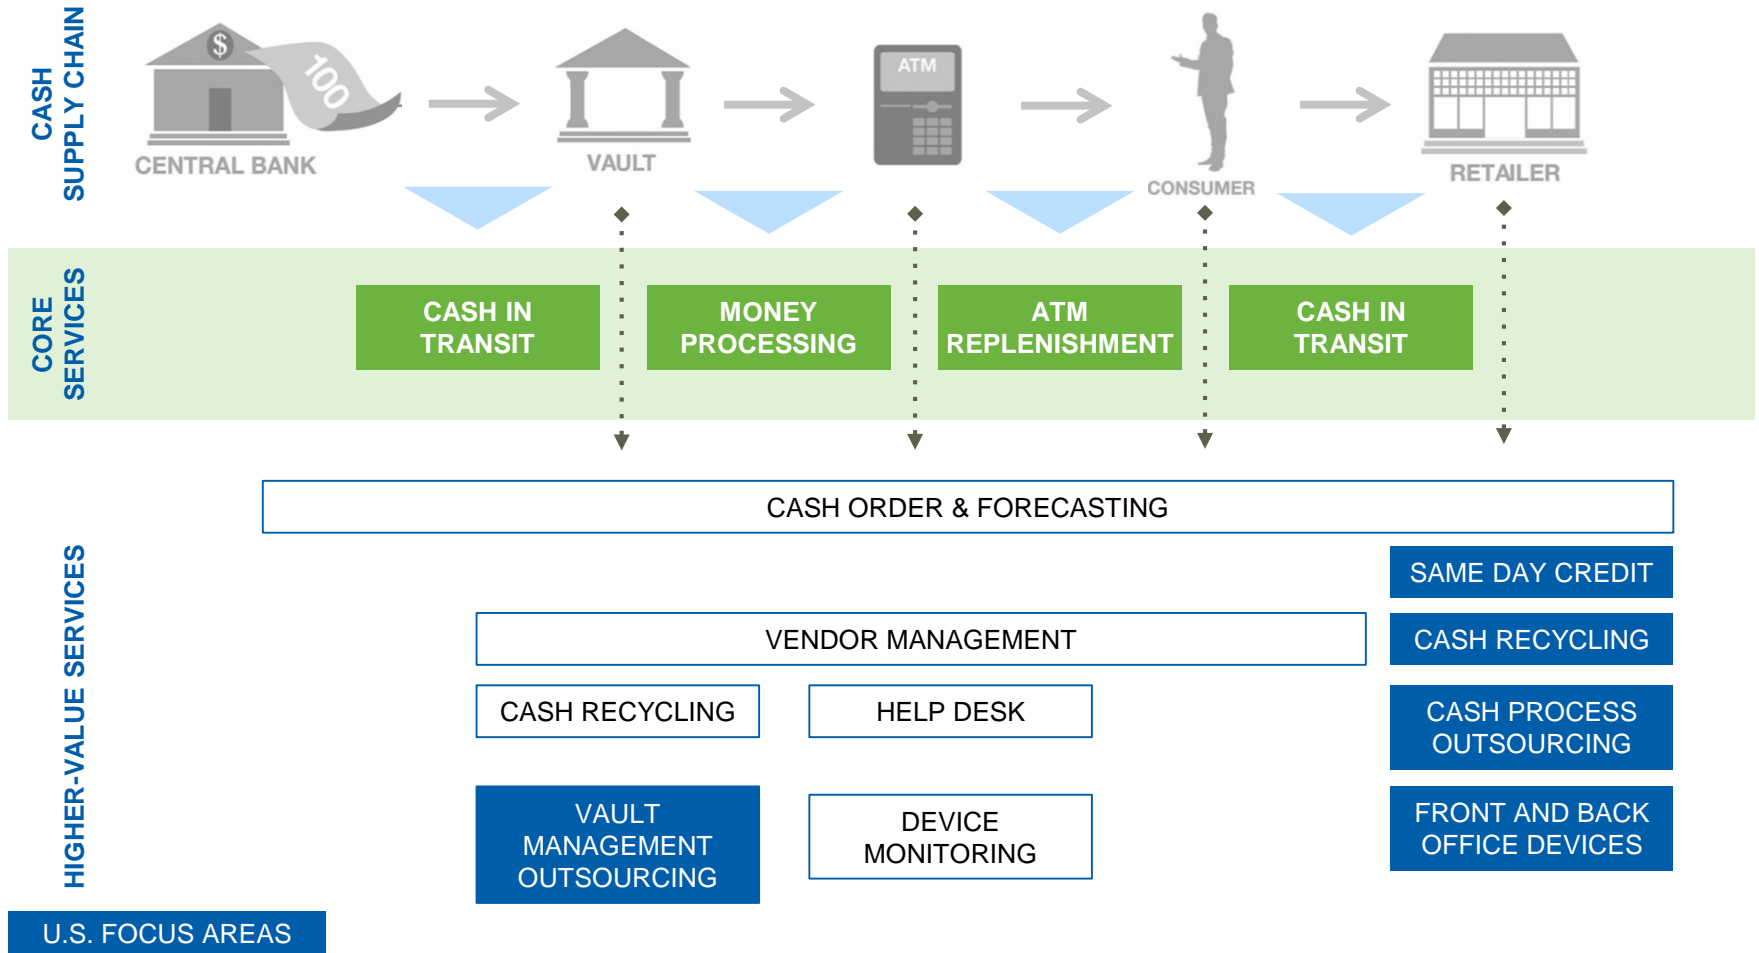 CASH
SUPPLY CHAIN
$
100
CENTRAL BANK
VAULT
ATM
CONSUMER
RETAILER
CORE
SERVICES
CASH IN
TRANSIT
MONEY
PROCESSING
ATM
REPLENISHMENT
CASH IN
TRANSIT
HIGHER-VALUE SERVICES
CASH ORDER & FORECASTING
SAME DAY CREDIT
VENDOR MANAGEMENT
CASH RECYCLING
CASH RECYCLING
HELP DESK
CASH PROCESS
OUTSOURCING
VAULT
MANAGEMENT
OUTSOURCING
DEVICE
MONITORING
FRONT AND BACK
OFFICE DEVICES
U.S. FOCUS AREAS